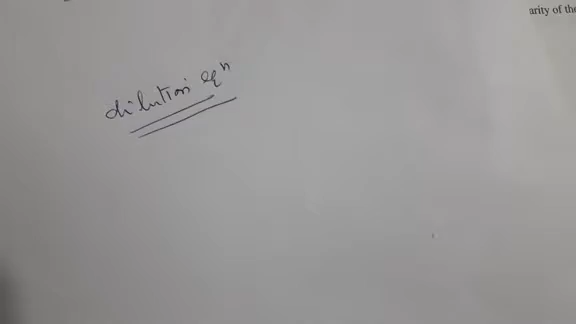 arity of the
dilution eqⁿ